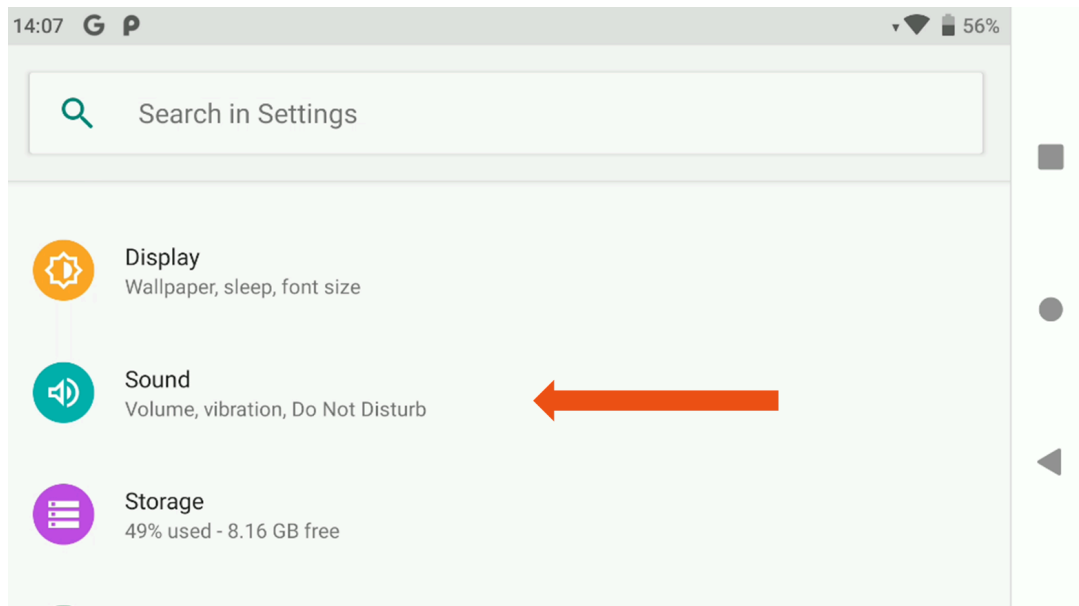 14:07 G P 56%
Search in Settings
Display
Wallpaper, sleep, font size
Sound
Volume, vibration, Do Not Disturb
Storage
49% used - 8.16 GB free